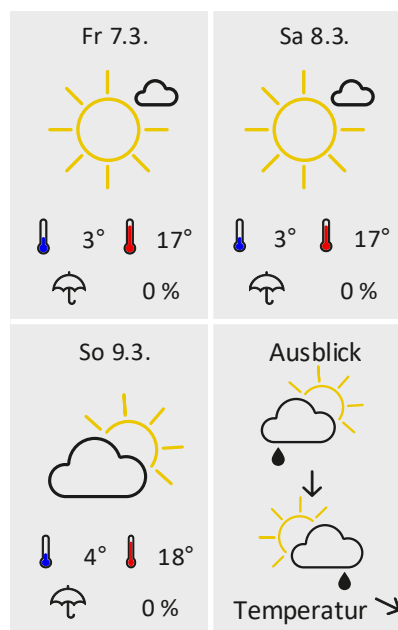 Fr 7.3.
3° 17°
0 %
Sa 8.3.
3° 17°
0 %
So 9.3.
4° 18°
0 %
Ausblick
Temperatur